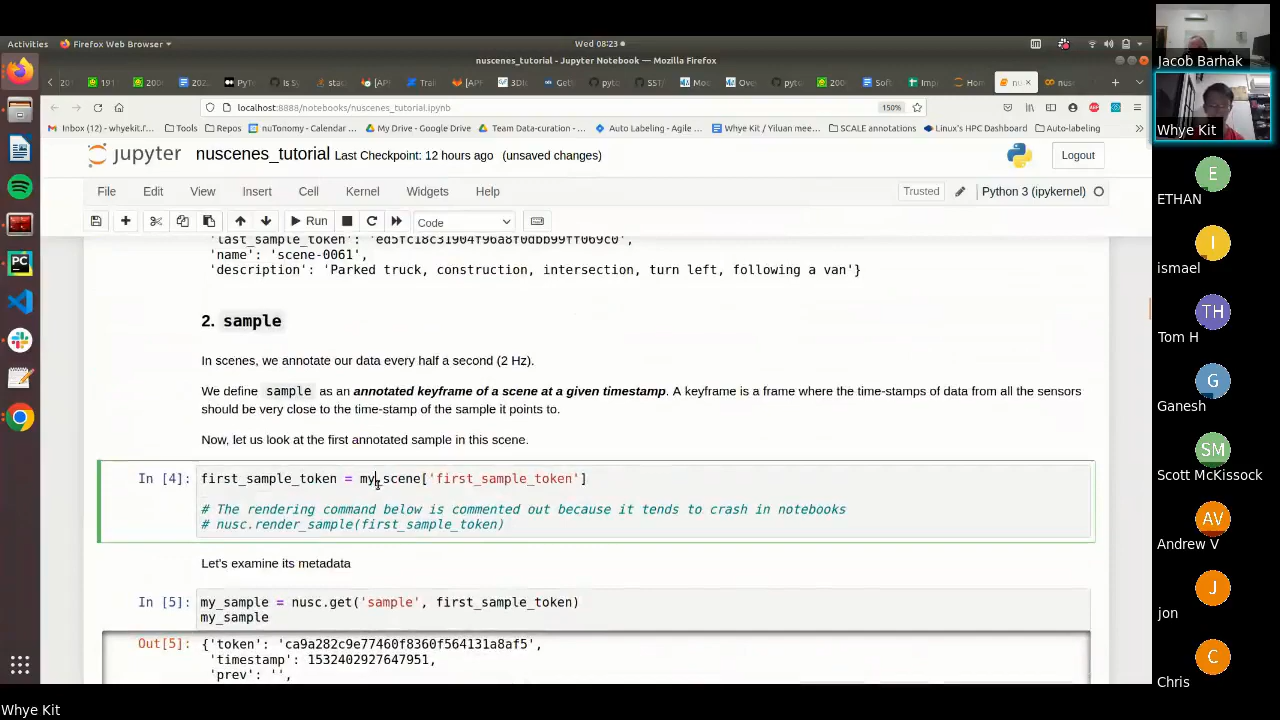 Activities
Firefox Web Browser
Wed 08:23
nuscenes_tutorial — Jupyter Notebook — Mozilla Firefox
localhost:8888/notebooks/nuscenes_tutorial.ipynb
150%
Inbox (12) - whyekit.f…
Tools
Repos
nuTonomy - Calendar …
My Drive - Google Drive
Team Data-curation - …
Auto Labeling - Agile …
Whye Kit / Yiluan mee…
SCALE annotations
Linux's HPC Dashboard
Auto-labeling
jupyter
nuscenes_tutorial Last Checkpoint: 12 hours ago (unsaved changes)
Logout
File Edit View Insert Cell Kernel Widgets Help
Trusted
Python 3 (ipykernel)
Run
Code
'last_sample_token': 'ed5fc18c31904f96a8f0dbb99ff069c0',
'name': 'scene-0061',
'description': 'Parked truck, construction, intersection, turn left, following a van'}
2. sample
In scenes, we annotate our data every half a second (2 Hz).
We define sample as an annotated keyframe of a scene at a given timestamp. A keyframe is a frame where the time-stamps of data from all the sensors
should be very close to the time-stamp of the sample it points to.
Now, let us look at the first annotated sample in this scene.
In [4]: first_sample_token = my_scene['first_sample_token']
# The rendering command below is commented out because it tends to crash in notebooks
# nusc.render_sample(first_sample_token)
Let's examine its metadata
In [5]: my_sample = nusc.get('sample', first_sample_token)
my_sample
Out[5]: {'token': 'ca9a282c9e77460f8360f564131a8af5',
'timestamp': 1532402927647951,
'prev': '',
Jacob Barhak
Whye Kit
E
ETHAN
I
ismael
TH
Tom H
G
Ganesh
SM
Scott McKissock
AV
Andrew V
J
jon
C
Chris
Whye Kit